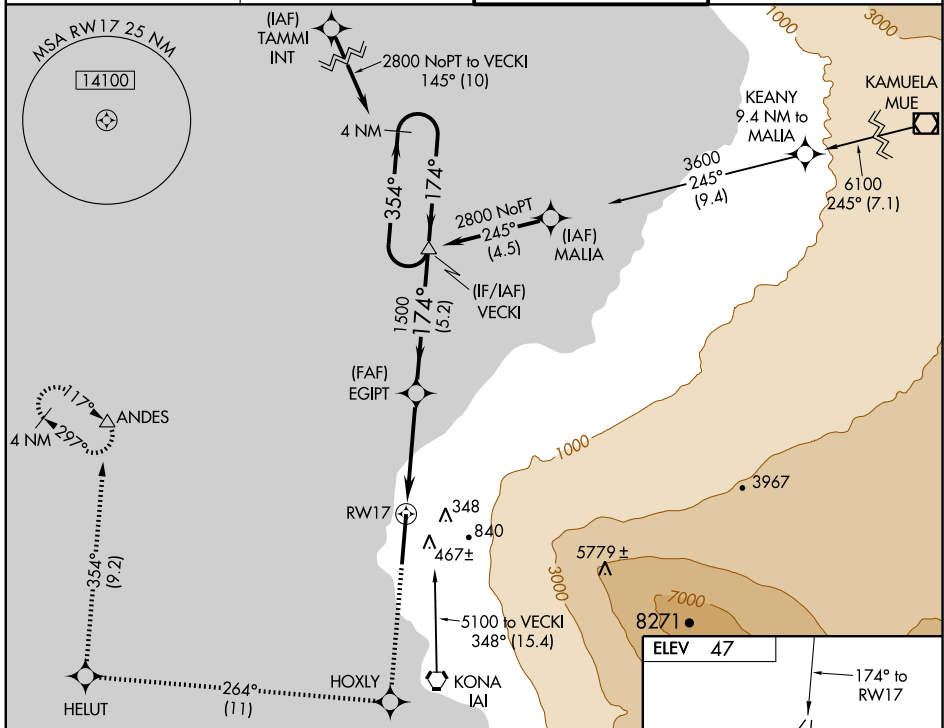 MSA RW17 25 NM
14100
(IAF)
TAMMI
INT
2800 NoPT to VECKI
145° (10)
4 NM
354°
174°
2800 NoPT
245°
(4.5)
(IAF)
MALIA
(IF/IAF)
VECKI
3600
245°
(9.4)
KEANY
9.4 NM to
MALIA
KAMUELA
MUE
6100
245° (7.1)
1000
3000
1500
174°
(5.2)
(FAF)
EGIPT
117°
297°
4 NM
ANDES
354°
(9.2)
RW17
348
840
467±
1000
3967
5779 ±
3000
7000
8271
5100 to VECKI
348° (15.4)
KONA
IAI
HOXLY
264°
(11)
HELUT
ELEV 47
174° to
RW17